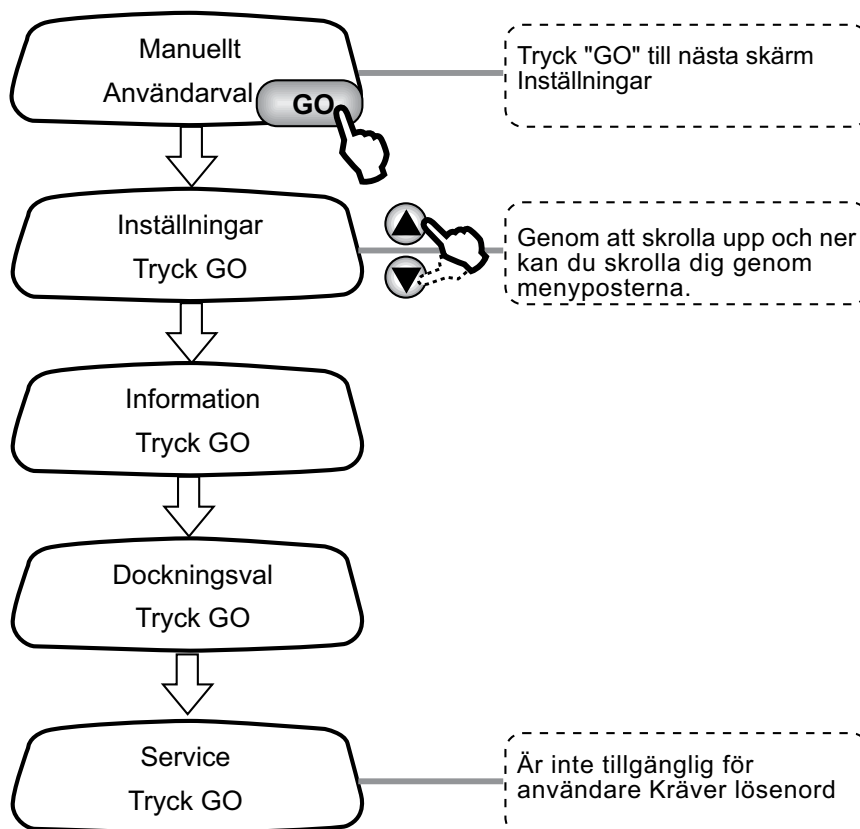 Manuellt
Användarval
GO
Tryck "GO" till nästa skärm
Inställningar
Inställningar
Tryck GO
Genom att skrolla upp och ner
kan du skrolla dig genom
menyposterna.
Information
Tryck GO
Dockningsval
Tryck GO
Service
Tryck GO
Är inte tillgänglig för
användare Kräver lösenord